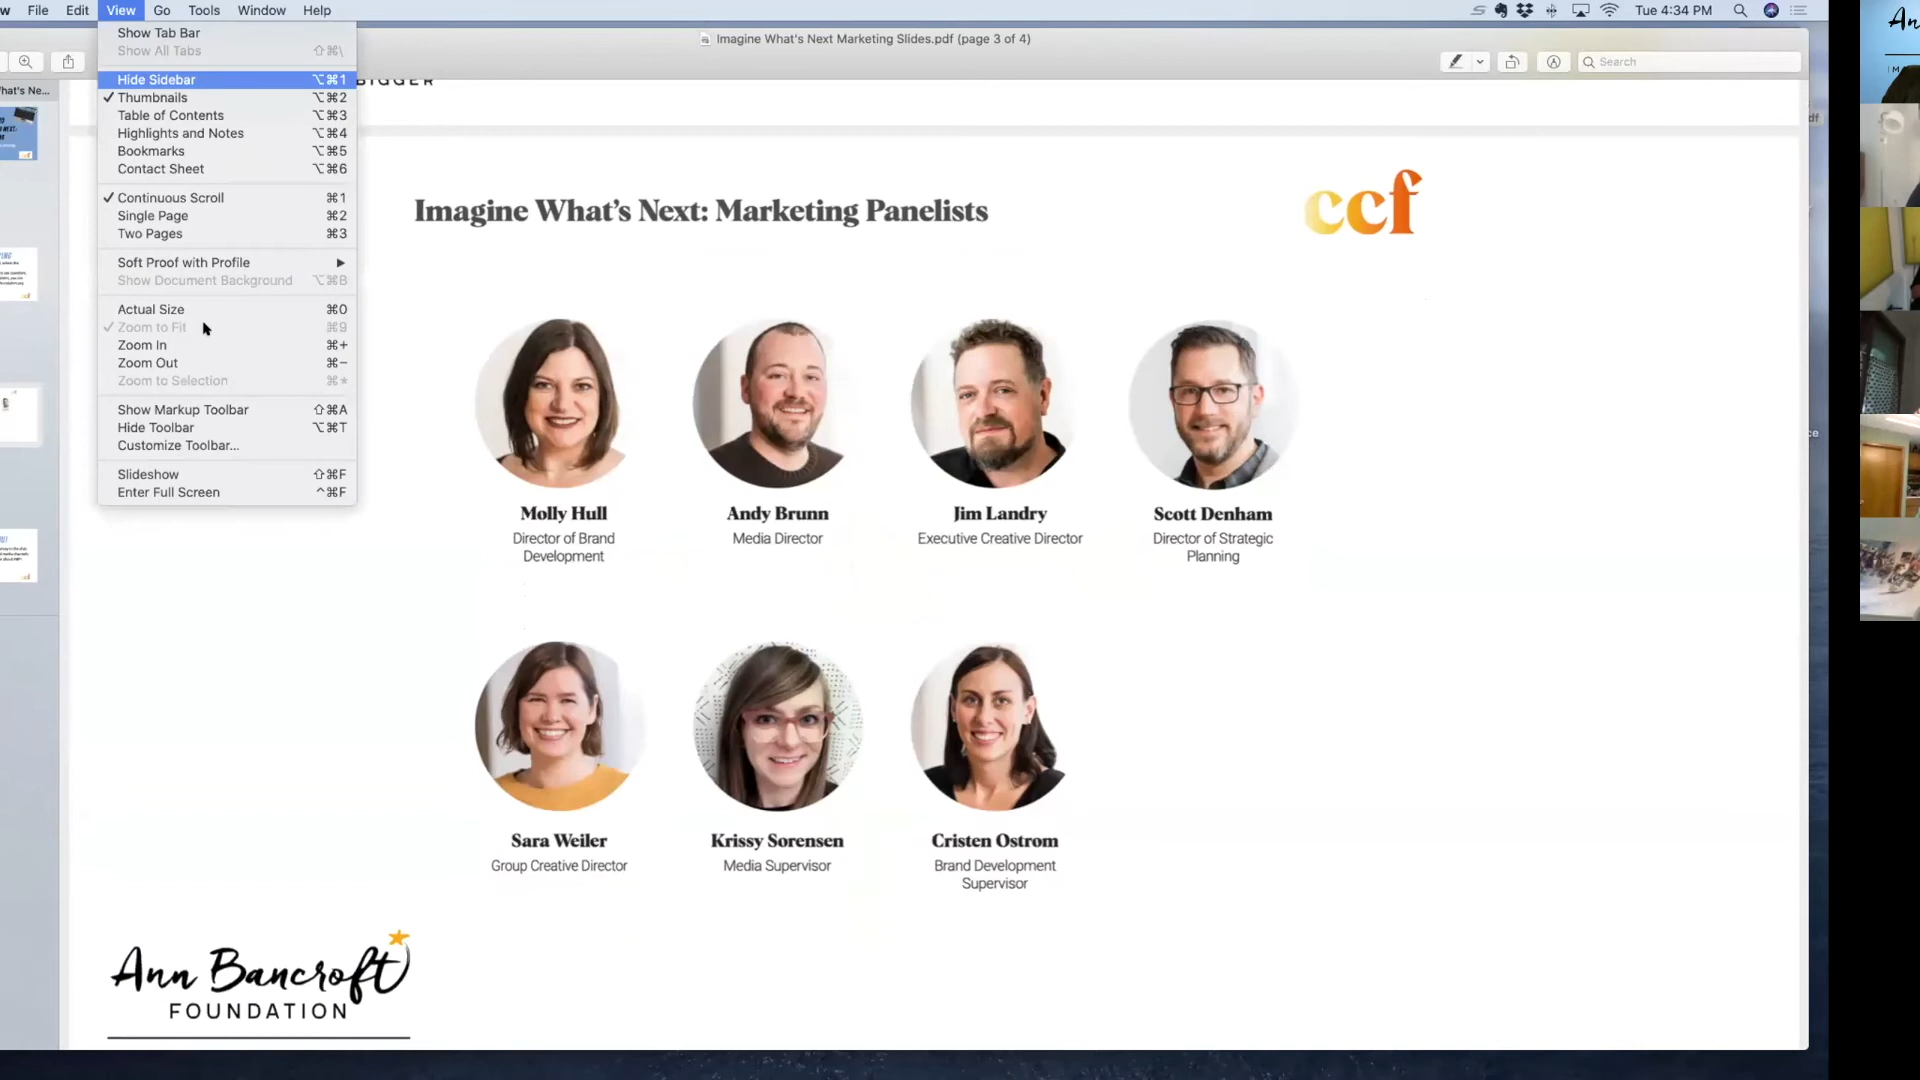 File Edit View Go Tools Window Help
Tue 4:34 PM
Imagine What's Next Marketing Slides.pdf (page 3 of 4)
Search
Show Tab Bar
Show All Tabs ⇧⌘\
Hide Sidebar ⌥⌘1
✓ Thumbnails ⌥⌘2
Table of Contents ⌥⌘3
Highlights and Notes ⌥⌘4
Bookmarks ⌥⌘5
Contact Sheet ⌥⌘6
✓ Continuous Scroll ⌘1
Single Page ⌘2
Two Pages ⌘3
Soft Proof with Profile ▶
Show Document Background ⌥⌘B
Actual Size ⌘0
✓ Zoom to Fit ⌘9
Zoom In ⌘+
Zoom Out ⌘−
Zoom to Selection ⌘*
Show Markup Toolbar ⇧⌘A
Hide Toolbar ⌥⌘T
Customize Toolbar...
Slideshow ⇧⌘F
Enter Full Screen ^⌘F
BIGGER
Imagine What's Next: Marketing Panelists
ccf
Molly Hull
Director of Brand
Development
Andy Brunn
Media Director
Jim Landry
Executive Creative Director
Scott Denham
Director of Strategic
Planning
Sara Weiler
Group Creative Director
Krissy Sorensen
Media Supervisor
Cristen Ostrom
Brand Development
Supervisor
Ann Bancroft
FOUNDATION